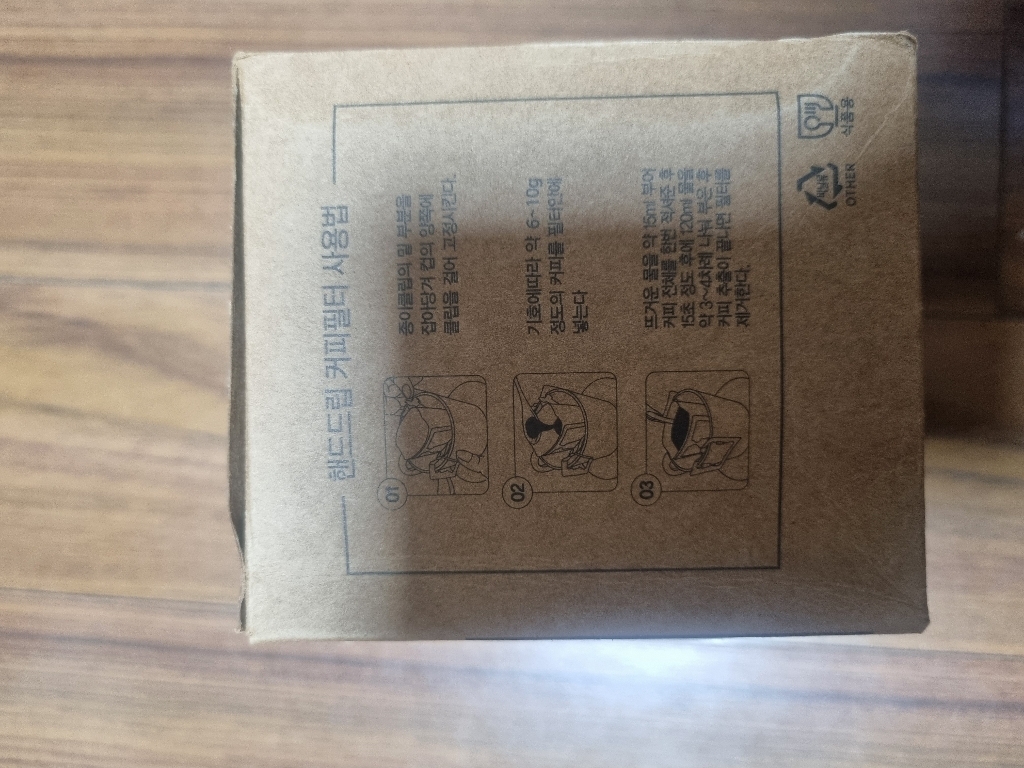 핸드드립 커피필터 사용법
01
종이클립의 밑 부분을
잡아당겨 컵의 양쪽에
클립을 걸어 고정시킨다.
02
기호에따라 약 6~10g
정도의 커피를 필터안에
넣는다
03
뜨거운 물을 약 15ml 부어
커피 전체를 한번 적셔준 후
15초 정도 후에 120ml 물을
약 3~4차례 나눠 부은 후
커피 추출이 끝나면 필터를
제거한다.
OTHER
식품용